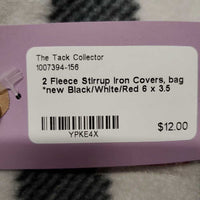 The Tack Collector
1007394-156
2 Fleece Stirrup Iron Covers, bag
*new Black/White/Red 6 x 3.5
YPKE4X
$12.00